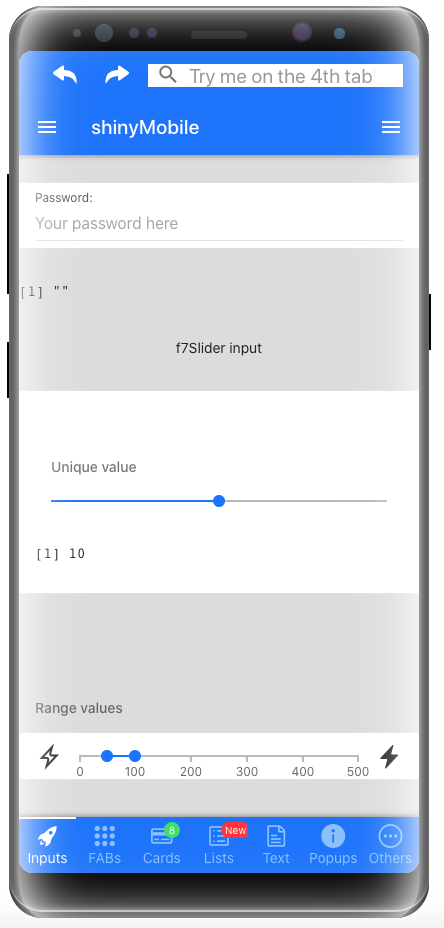 Try me on the 4th tab
shinyMobile
Password:
Your password here
[1] ""
f7Slider input
Unique value
[1] 10
Range values
0 100 200 300 400 500
8 New
Inputs FABs Cards Lists Text Popups Others